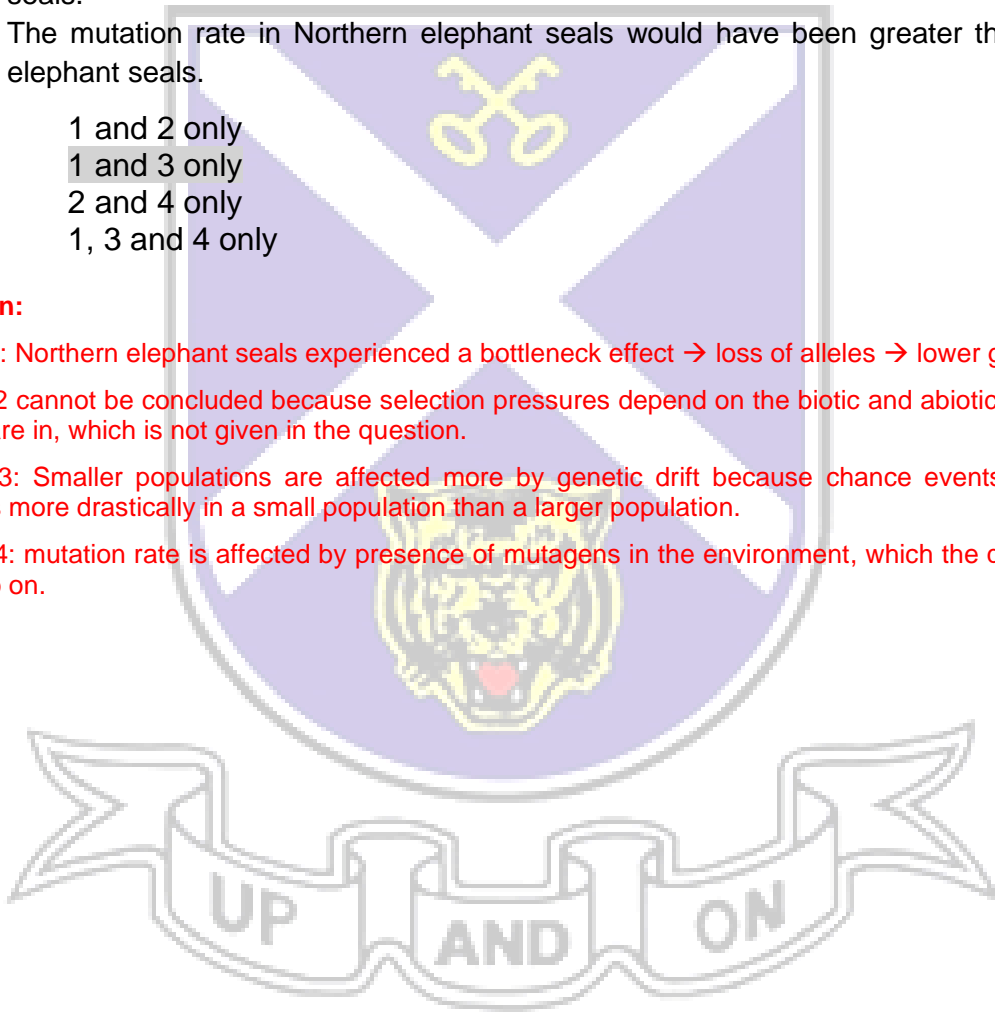 seals.
The mutation rate in Northern elephant seals would have been greater th
elephant seals.
1 and 2 only
1 and 3 only
2 and 4 only
1, 3 and 4 only
n:
: Northern elephant seals experienced a bottleneck effect → loss of alleles → lower g
2 cannot be concluded because selection pressures depend on the biotic and abiotic
re in, which is not given in the question.
3: Smaller populations are affected more by genetic drift because chance events
s more drastically in a small population than a larger population.
4: mutation rate is affected by presence of mutagens in the environment, which the
o on.
UP AND ON